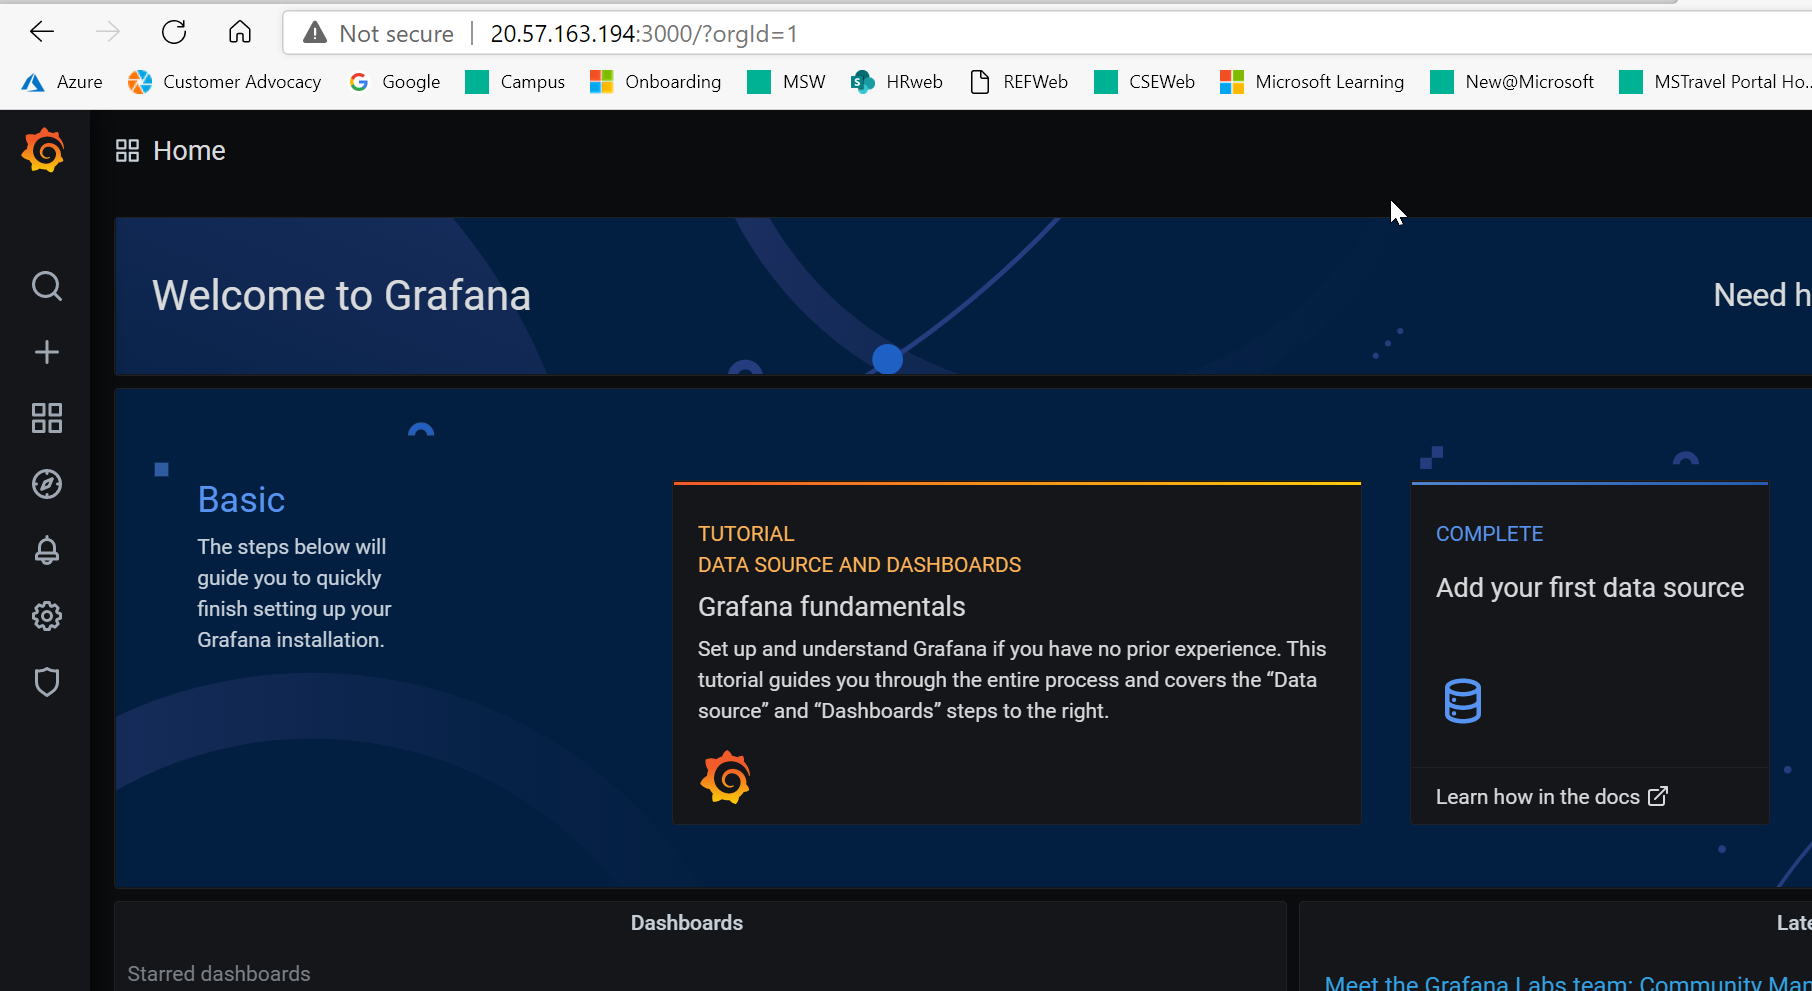 Not secure | 20.57.163.194:3000/?orgId=1
Azure Customer Advocacy Google Campus Onboarding MSW HRweb REFWeb CSEWeb Microsoft Learning New@Microsoft MSTravel Portal Ho...
Home
Welcome to Grafana
Need h
Basic
The steps below will
guide you to quickly
finish setting up your
Grafana installation.
TUTORIAL
DATA SOURCE AND DASHBOARDS
Grafana fundamentals
Set up and understand Grafana if you have no prior experience. This
tutorial guides you through the entire process and covers the “Data
source” and “Dashboards” steps to the right.
COMPLETE
Add your first data source
Learn how in the docs
Dashboards
Starred dashboards
Late
Meet the Grafana Labs team: Community Man